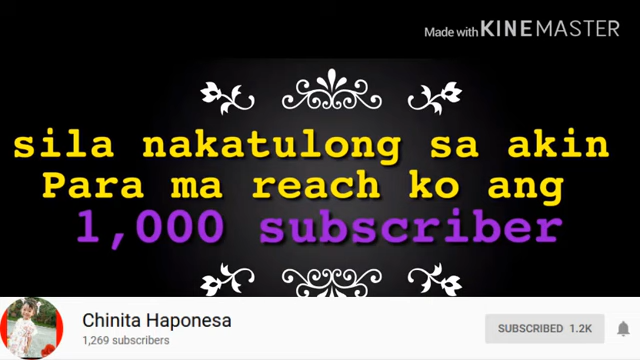 Made with KINEMASTER
sila nakatulong sa akin
Para ma reach ko ang
1,000 subscriber
Chinita Haponesa
1,269 subscribers
SUBSCRIBED 1.2K